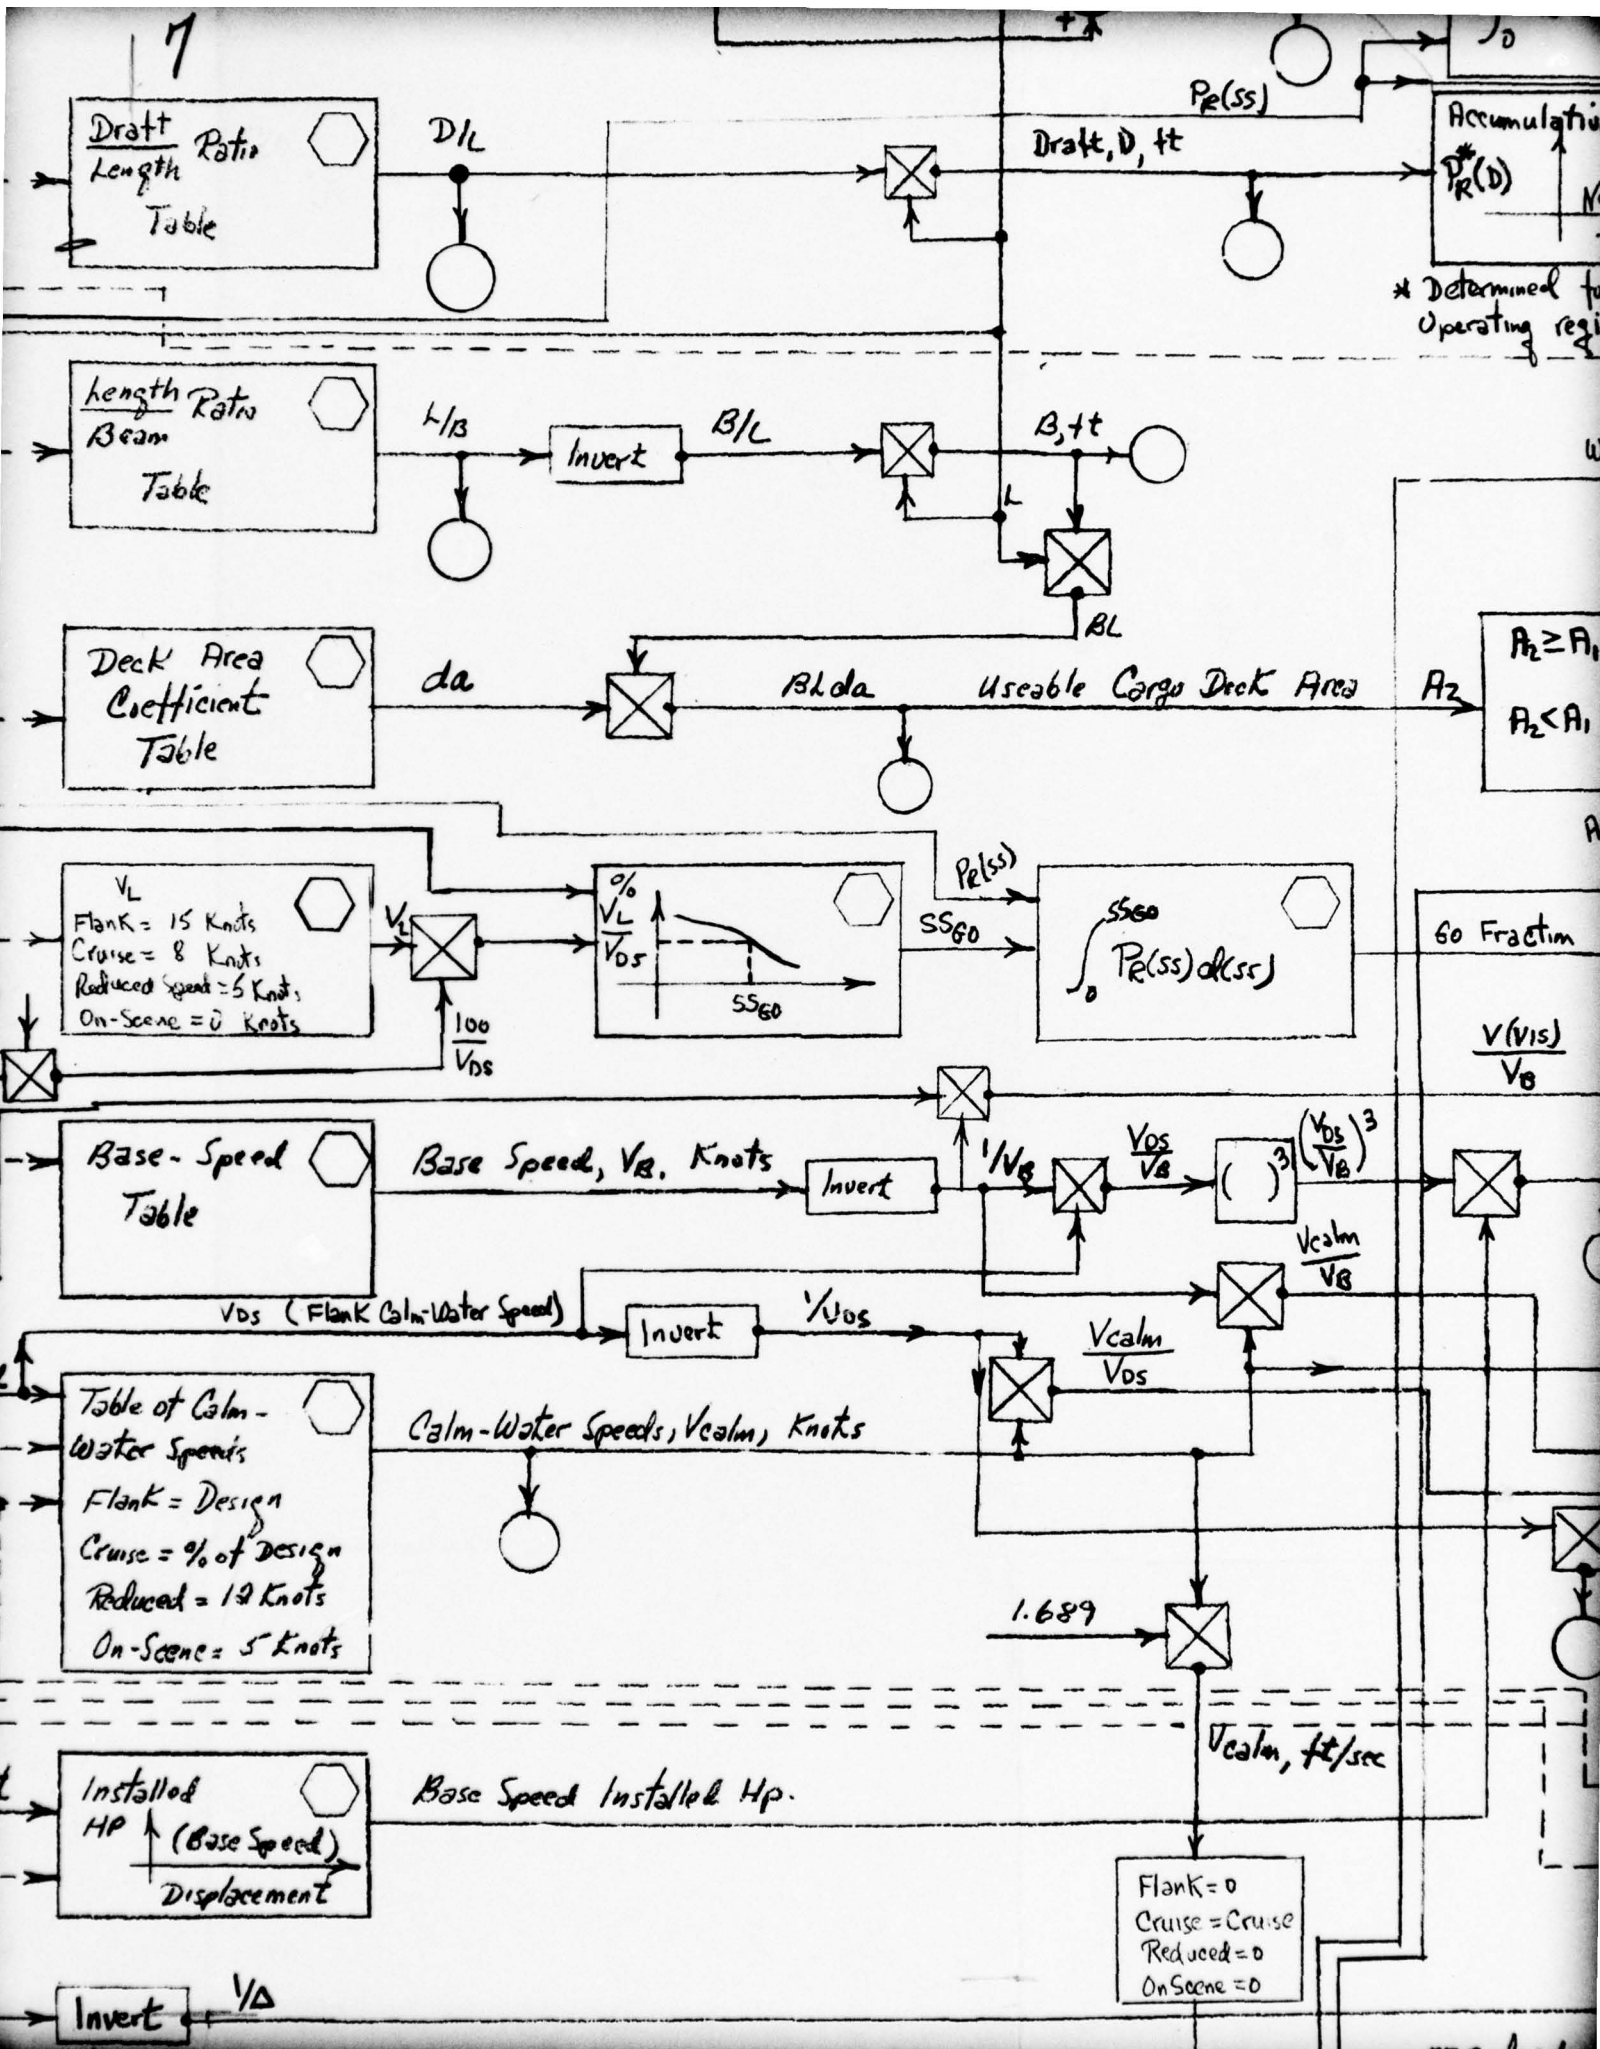 7
∫0
PR(SS)
Draft
Length
Ratio
Table
D/L
Draft, D, ft
P*R(D)
* Determined
Operating
Length
Beam
Ratio
Table
L/B
Invert
B/L
B, ft
L
BL
Deck Area
Coefficient
Table
da
BLda
Useable Cargo Deck Area
A2
A2 ≥ A1
A2 < A1
VL
Flank = 15 Knots
Cruise = 8 Knots
Reduced Speed = 5 Knots
On-Scene = 0 Knots
VL
100
VDS
%
VL
VDS
SSGO
PR(SS)
SSGO
∫0 SSGO PR(SS)d(SS)
GO Fraction
V(VIS)
VB
Base-Speed
Table
Base Speed, VB, Knots
Invert
1/VB
VDS
VB
( )3
(VDS/VB)3
Vcalm
VB
VDS (Flank Calm-Water Speed)
Invert
1/VDS
Vcalm
VDS
Table of Calm-
Water Speeds
Flank = Design
Cruise = % of Design
Reduced = 12 Knots
On-Scene = 5 Knots
Calm-Water Speeds, Vcalm, Knots
1.689
Vcalm, ft/sec
Installed
HP
(Base Speed)
Displacement
Base Speed Installed Hp.
Flank = 0
Cruise = Cruise
Reduced = 0
OnScene = 0
Invert
1/Δ